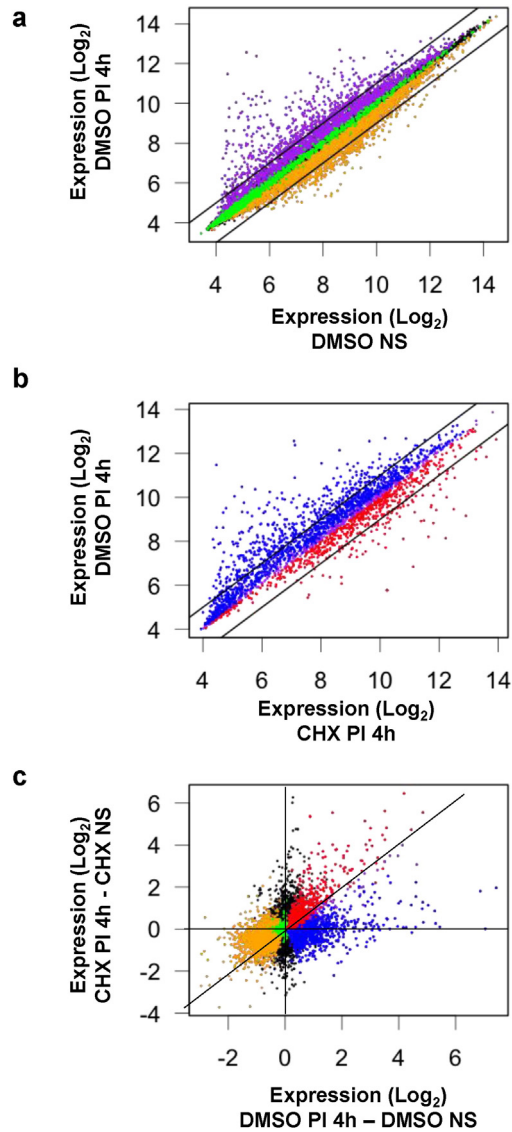 a
Expression (Log2)
DMSO PI 4h
14
12
10
8
6
4
4 6 8 10 12 14
Expression (Log2)
DMSO NS
b
Expression (Log2)
DMSO PI 4h
14
12
10
8
6
4
4 6 8 10 12 14
Expression (Log2)
CHX PI 4h
c
Expression (Log2)
CHX PI 4h - CHX NS
6
4
2
0
-2
-4
-2 0 2 4 6
Expression (Log2)
DMSO PI 4h – DMSO NS